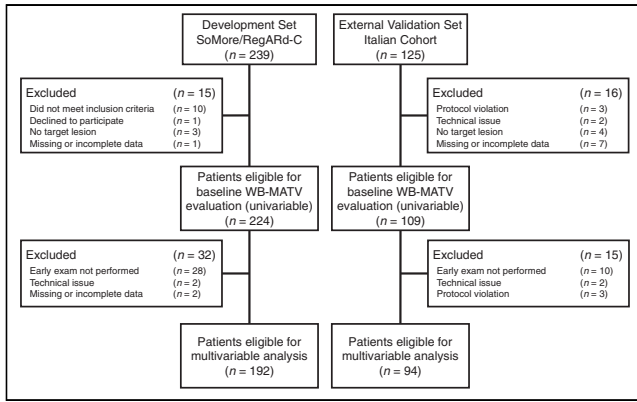 Development Set
SoMore/RegARd-C
(n = 239)
External Validation Set
Italian Cohort
(n = 125)
Excluded (n = 15)
Did not meet inclusion criteria (n = 10)
Declined to participate (n = 1)
No target lesion (n = 3)
Missing or incomplete data (n = 1)
Excluded (n = 16)
Protocol violation (n = 3)
Technical issue (n = 2)
No target lesion (n = 4)
Missing or incomplete data (n = 7)
Patients eligible for
baseline WB-MATV
evaluation (univariable)
(n = 224)
Patients eligible for
baseline WB-MATV
evaluation (univariable)
(n = 109)
Excluded (n = 32)
Early exam not performed (n = 28)
Technical issue (n = 2)
Missing or incomplete data (n = 2)
Excluded (n = 15)
Early exam not performed (n = 10)
Technical issue (n = 2)
Protocol violation (n = 3)
Patients eligible for
multivariable analysis
(n = 192)
Patients eligible for
multivariable analysis
(n = 94)